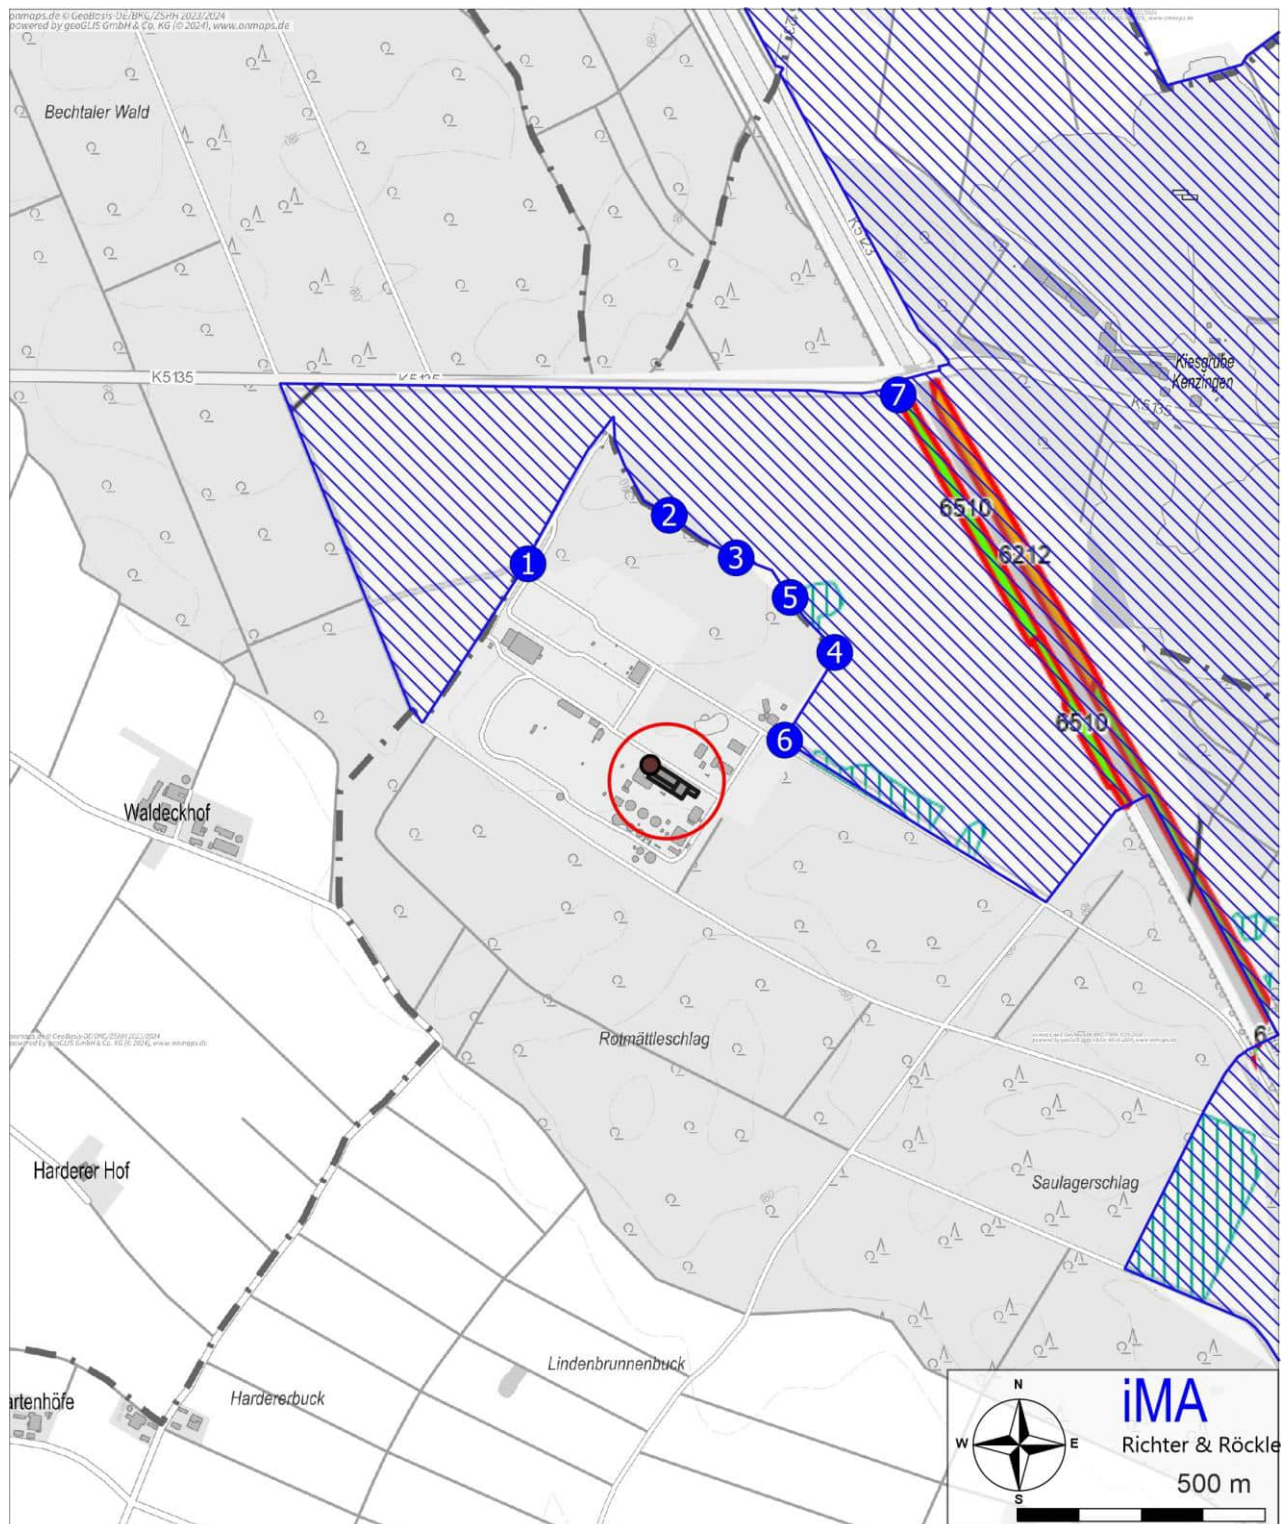 onmaps.de © GeoBasis-DE/BKG/ZSHH 2023/2024
powered by geoGLIS GmbH & Co. KG (© 2024), www.onmaps.de
Bechtaler Wald
K5123
K5135
Kiesgrube
Kenzingen
K5135
7
6510
6212
2
3
1
5
4
6510
6
Waldeckhof
Rotmättleschlag
Harderer Hof
Saulagerschlag
Lindenbrunnenbuck
Hardererbuck
artenhöfe
N
W
E
S
iMA
Richter & Röckle
500 m